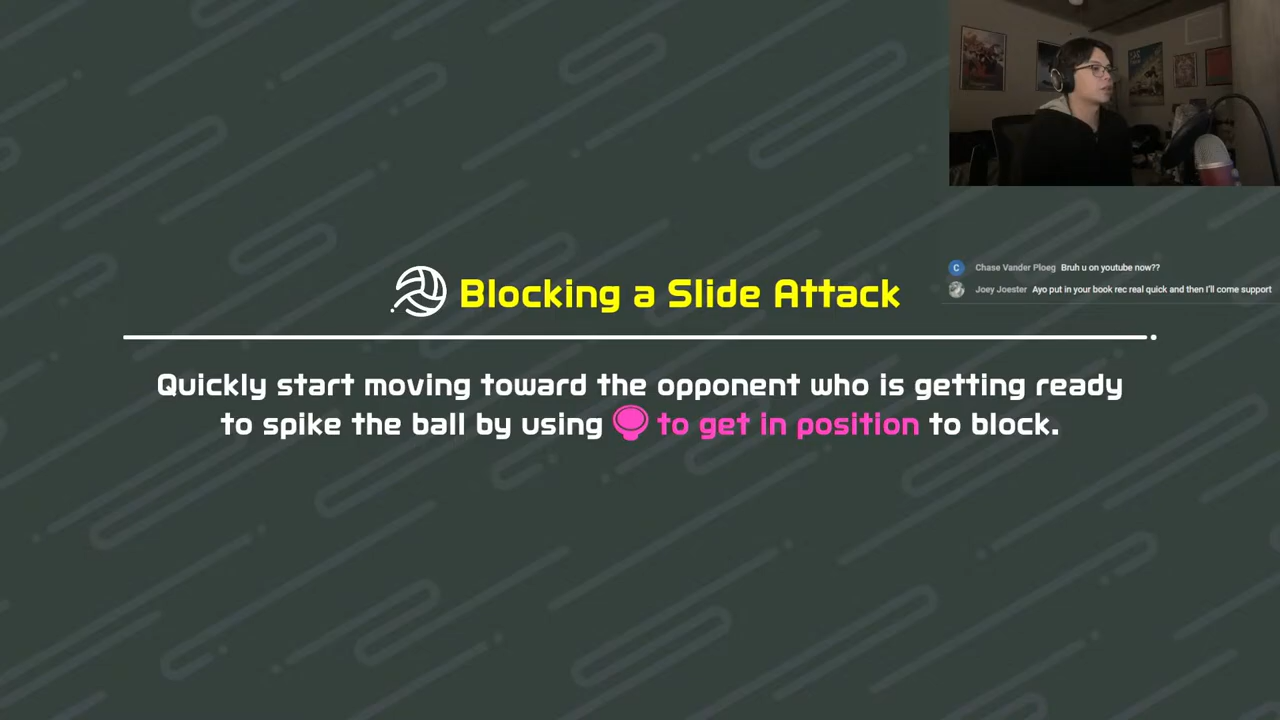 Blocking a Slide Attack
Quickly start moving toward the opponent who is getting ready
to spike the ball by using to get in position to block.
Chase Vander Ploeg Bruh u on youtube now??
Joey Joester Ayo put in your book rec real quick and then I'll come support
C